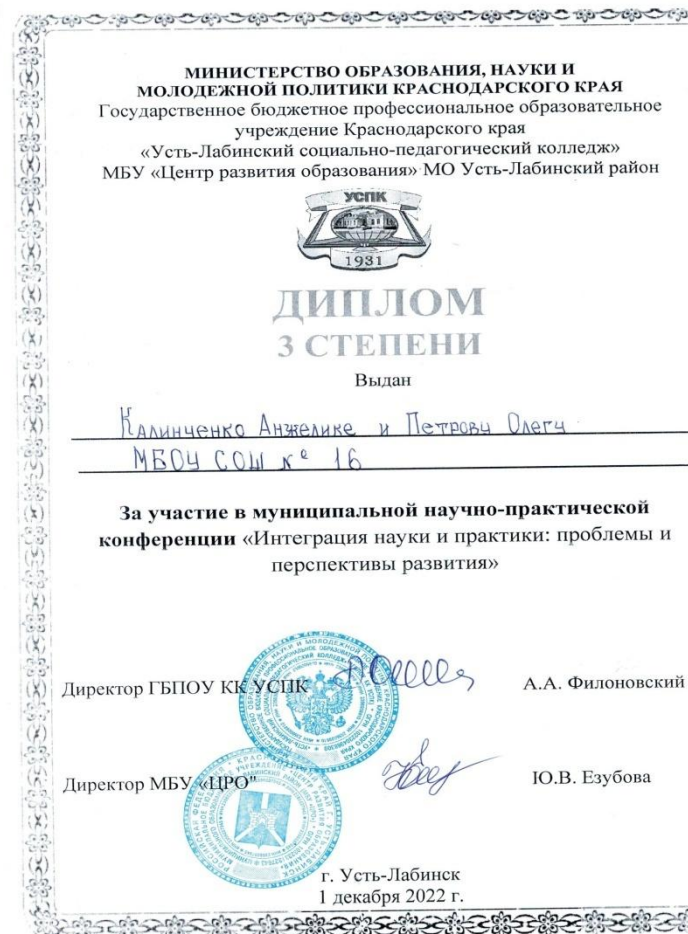 МИНИСТЕРСТВО ОБРАЗОВАНИЯ, НАУКИ И
МОЛОДЕЖНОЙ ПОЛИТИКИ КРАСНОДАРСКОГО КРАЯ
Государственное бюджетное профессиональное образовательное
учреждение Краснодарского края
«Усть-Лабинский социально-педагогический колледж»
МБУ «Центр развития образования» МО Усть-Лабинский район
УСПК
1931
ДИПЛОМ
3 СТЕПЕНИ
Выдан
Калинченко Анжелике и Петрову Олегу
МБОУ СОШ № 16
За участие в муниципальной научно-практической
конференции «Интеграция науки и практики: проблемы и
перспективы развития»
Директор ГБПОУ КК УСПК А.А. Филоновский
Директор МБУ «ЦРО" Ю.В. Езубова
г. Усть-Лабинск
1 декабря 2022 г.